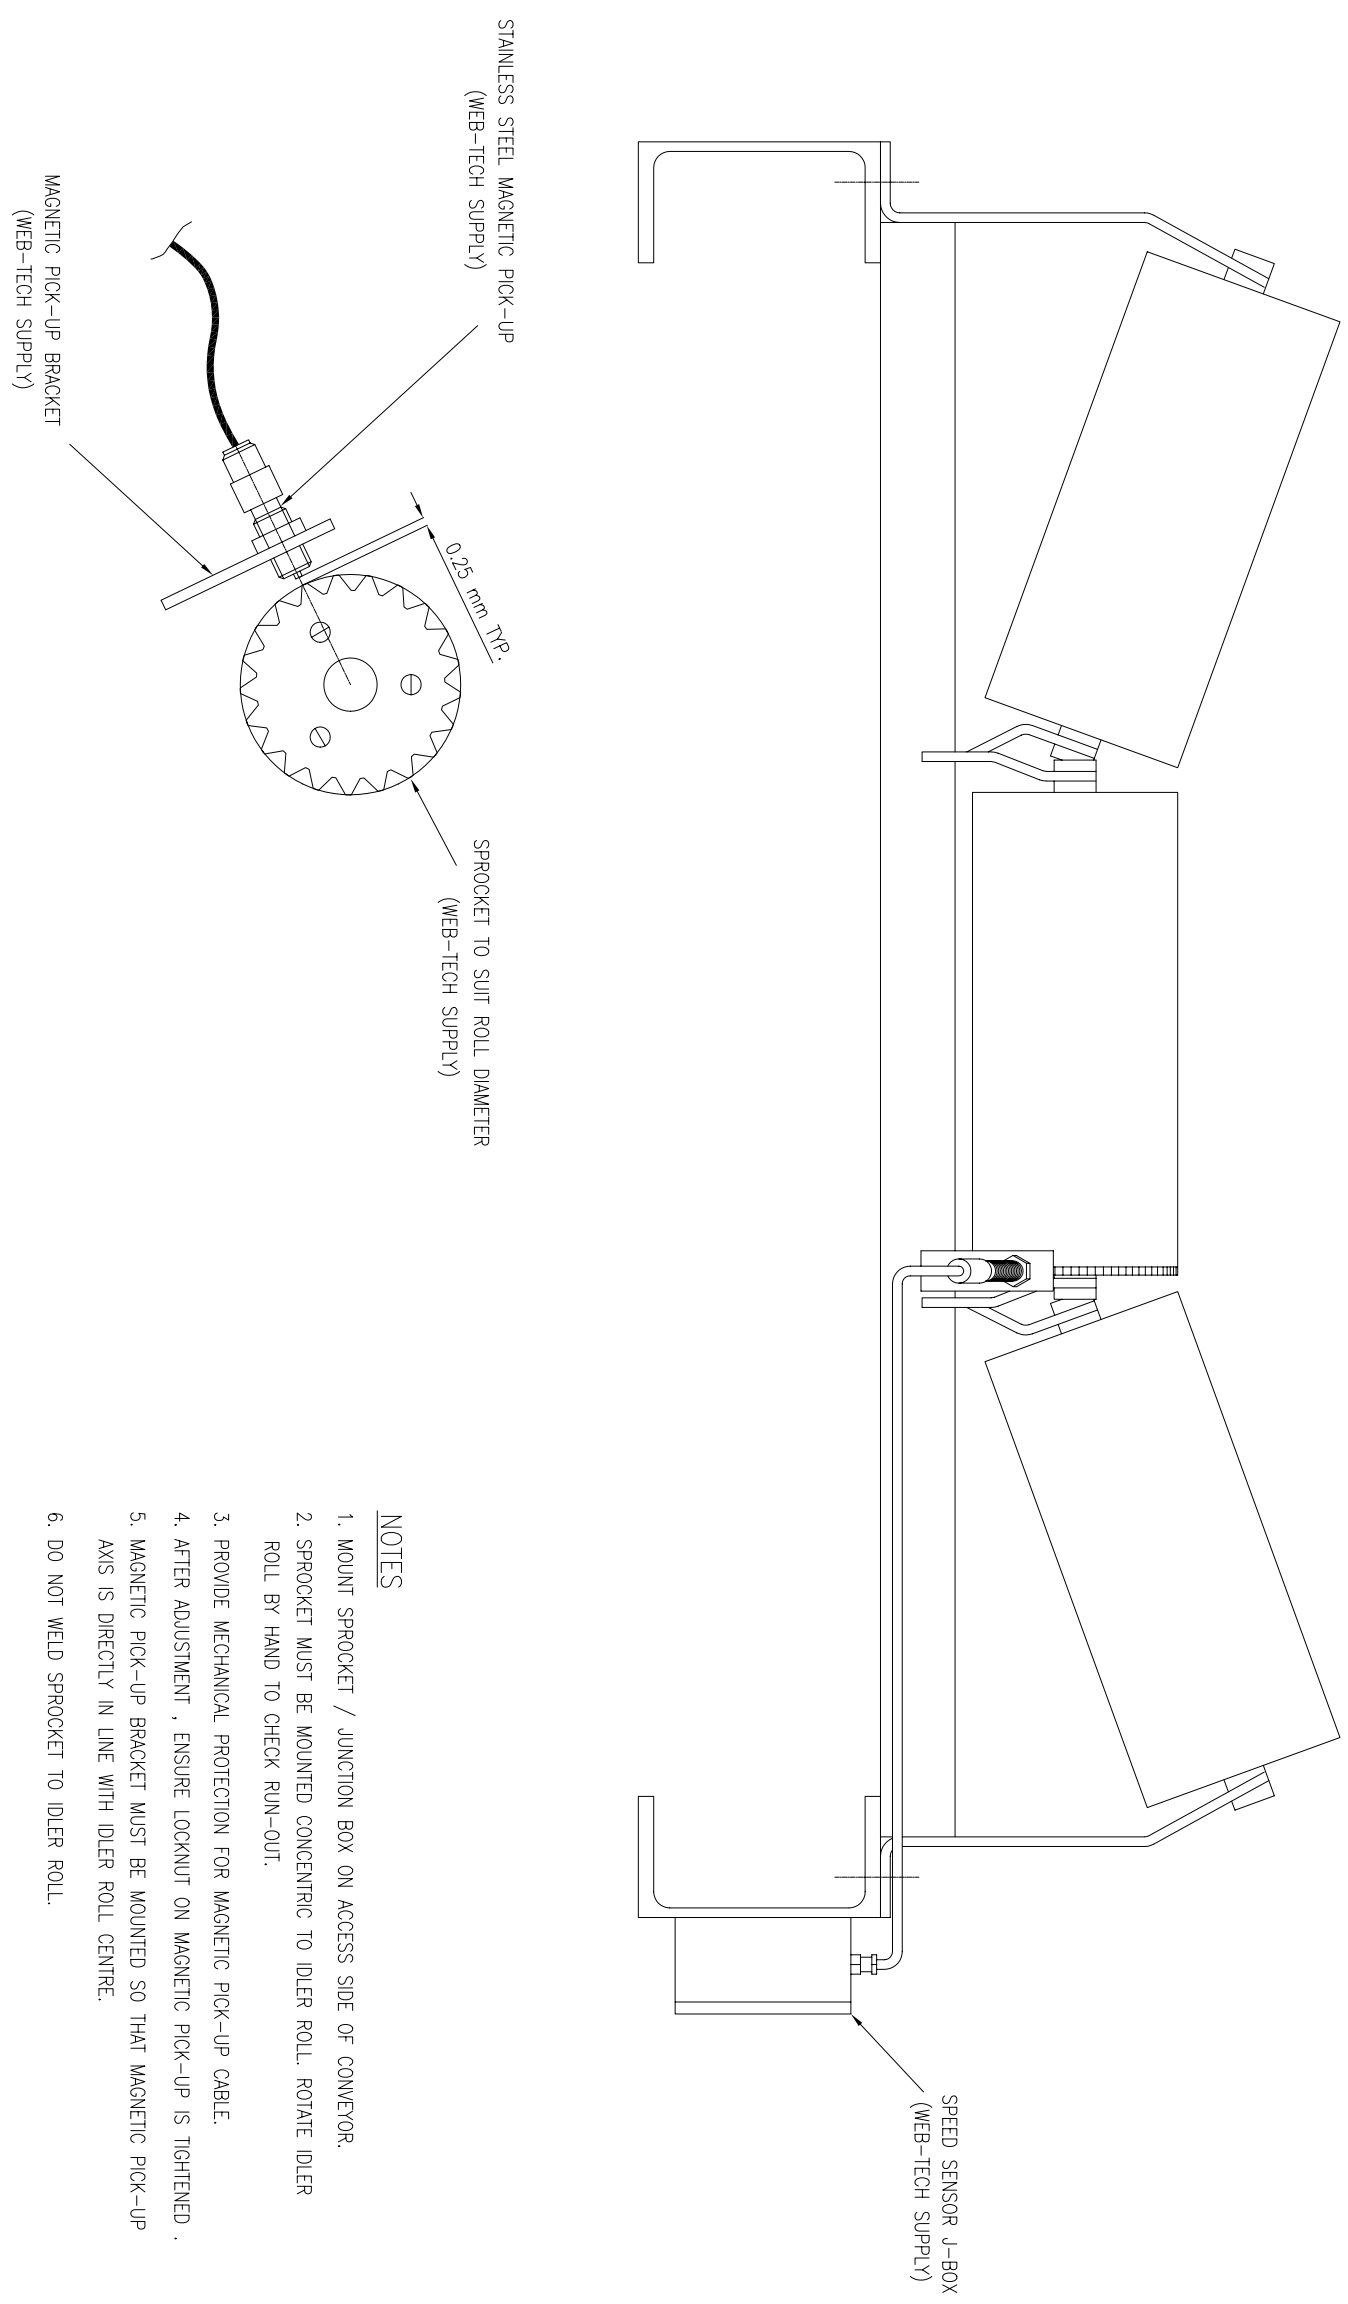 SPEED SENSOR J-BOX
(WEB-TECH SUPPLY)
STAINLESS STEEL MAGNETIC PICK-UP
(WEB-TECH SUPPLY)
0.25 mm TYP.
SPROCKET TO SUIT ROLL DIAMETER
(WEB-TECH SUPPLY)
MAGNETIC PICK-UP BRACKET
(WEB-TECH SUPPLY)
NOTES
1. MOUNT SPROCKET / JUNCTION BOX ON ACCESS SIDE OF CONVEYOR.
2. SPROCKET MUST BE MOUNTED CONCENTRIC TO IDLER ROLL. ROTATE IDLER
ROLL BY HAND TO CHECK RUN-OUT.
3. PROVIDE MECHANICAL PROTECTION FOR MAGNETIC PICK-UP CABLE.
4. AFTER ADJUSTMENT , ENSURE LOCKNUT ON MAGNETIC PICK-UP IS TIGHTENED .
5. MAGNETIC PICK-UP BRACKET MUST BE MOUNTED SO THAT MAGNETIC PICK-UP
AXIS IS DIRECTLY IN LINE WITH IDLER ROLL CENTRE.
6. DO NOT WELD SPROCKET TO IDLER ROLL.